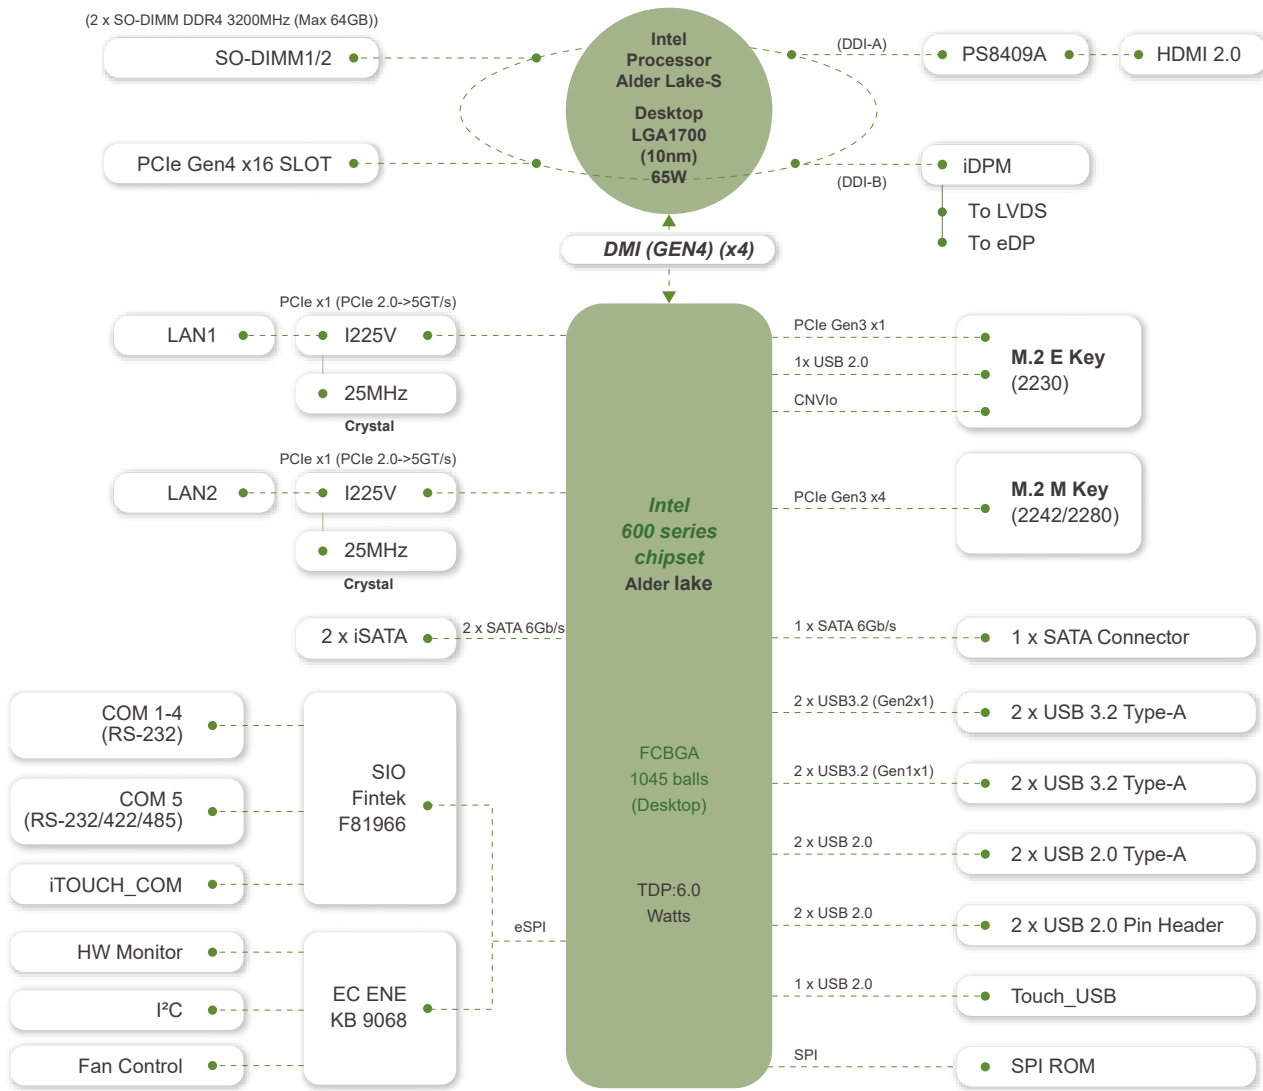 (2 x SO-DIMM DDR4 3200MHz (Max 64GB))
SO-DIMM1/2
PCIe Gen4 x16 SLOT
Intel
Processor
Alder Lake-S
Desktop
LGA1700
(10nm)
65W
(DDI-A)
PS8409A
HDMI 2.0
(DDI-B)
iDPM
To LVDS
To eDP
DMI (GEN4) (x4)
PCIe x1 (PCIe 2.0->5GT/s)
LAN1
I225V
25MHz
Crystal
PCIe x1 (PCIe 2.0->5GT/s)
LAN2
I225V
25MHz
Crystal
2 x iSATA
2 x SATA 6Gb/s
COM 1-4
(RS-232)
COM 5
(RS-232/422/485)
iTOUCH_COM
SIO
Fintek
F81966
HW Monitor
I²C
Fan Control
EC ENE
KB 9068
eSPI
Intel
600 series
chipset
Alder lake
FCBGA
1045 balls
(Desktop)
TDP:6.0
Watts
PCIe Gen3 x1
1x USB 2.0
CNVIo
M.2 E Key
(2230)
PCIe Gen3 x4
M.2 M Key
(2242/2280)
1 x SATA 6Gb/s
1 x SATA Connector
2 x USB3.2 (Gen2x1)
2 x USB 3.2 Type-A
2 x USB3.2 (Gen1x1)
2 x USB 3.2 Type-A
2 x USB 2.0
2 x USB 2.0 Type-A
2 x USB 2.0
2 x USB 2.0 Pin Header
1 x USB 2.0
Touch_USB
SPI
SPI ROM